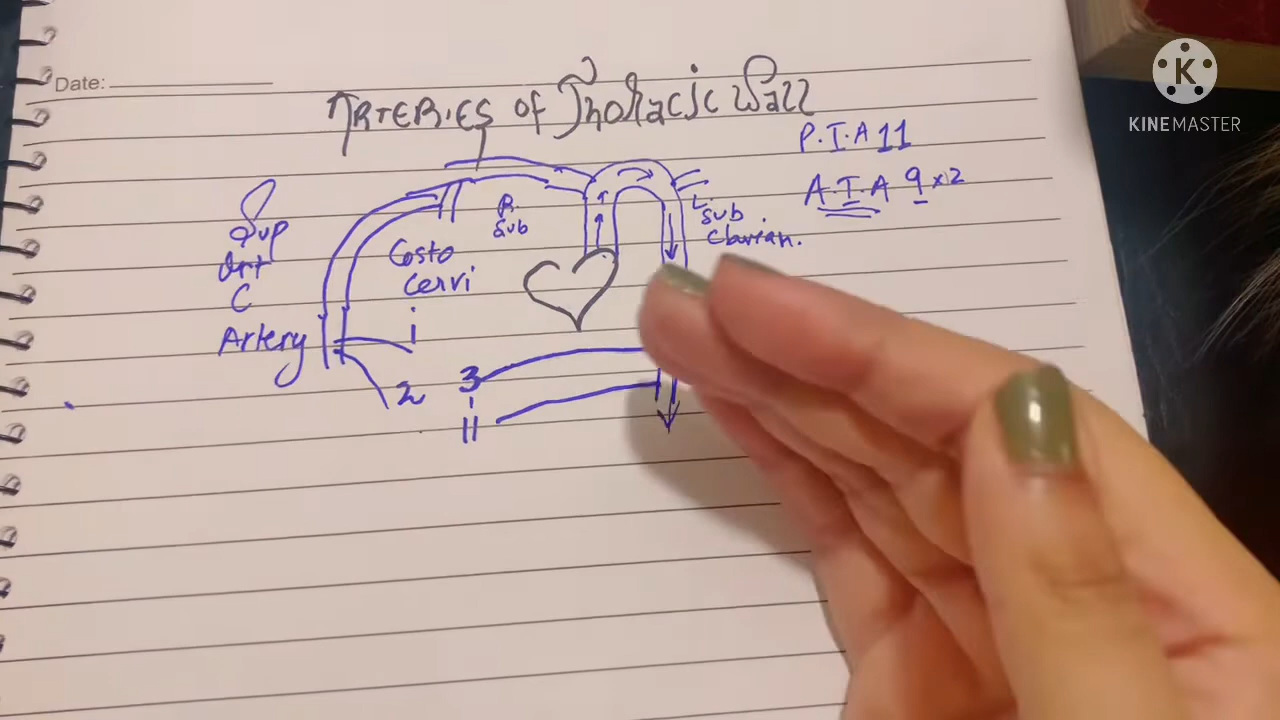 Date:
ARTERIES of Thoracic Wall
P.I.A 11
A.I.A 9 x2
R.
Sub
L.
Sub
Sup
Int
C
Artery
Costo
Cervi
1
2
3
11
K
KINEMASTER